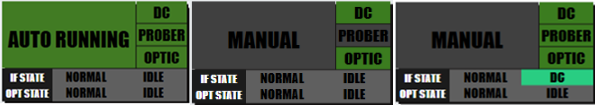 AUTO RUNNING
DC
PROBER
OPTIC
IF STATE NORMAL IDLE
OPT STATE NORMAL IDLE
MANUAL
DC
PROBER
OPTIC
IF STATE NORMAL IDLE
OPT STATE NORMAL IDLE
MANUAL
DC
PROBER
OPTIC
IF STATE NORMAL DC
OPT STATE NORMAL IDLE